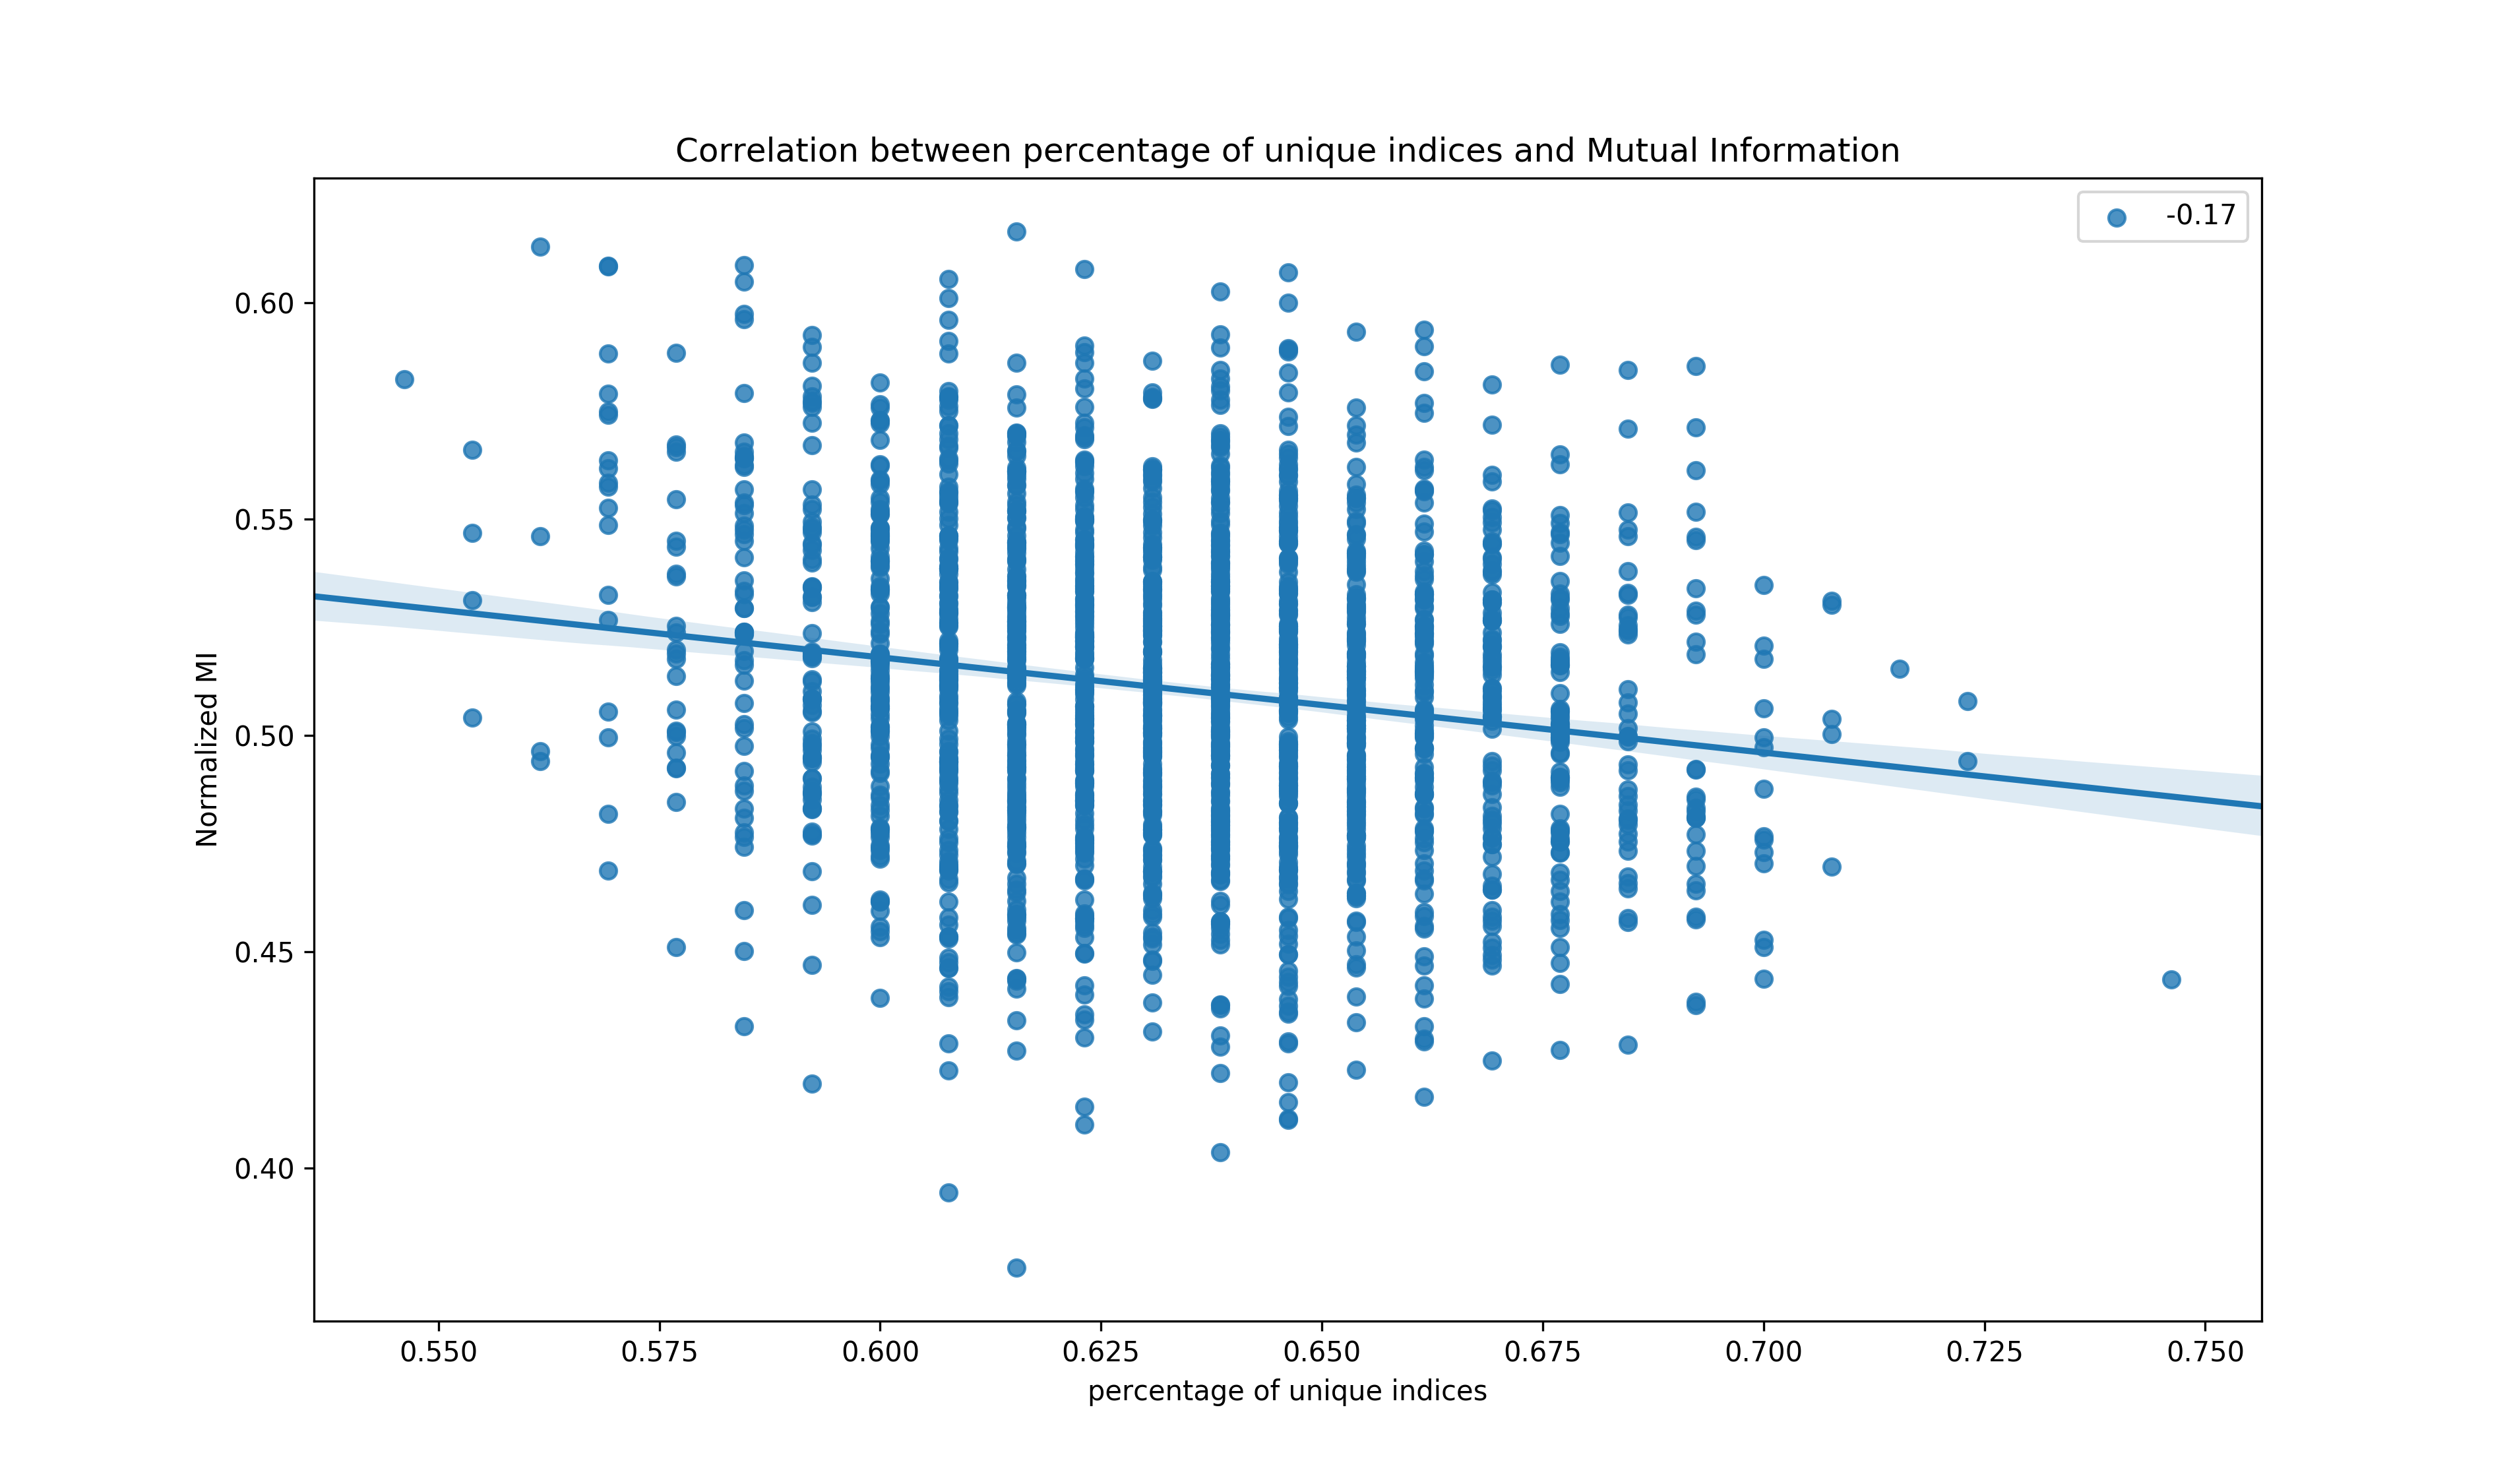 Correlation between percentage of unique indices and Mutual Information
-0.17
0.60
0.55
0.50
0.45
0.40
Normalized MI
0.550 0.575 0.600 0.625 0.650 0.675 0.700 0.725 0.750
percentage of unique indices